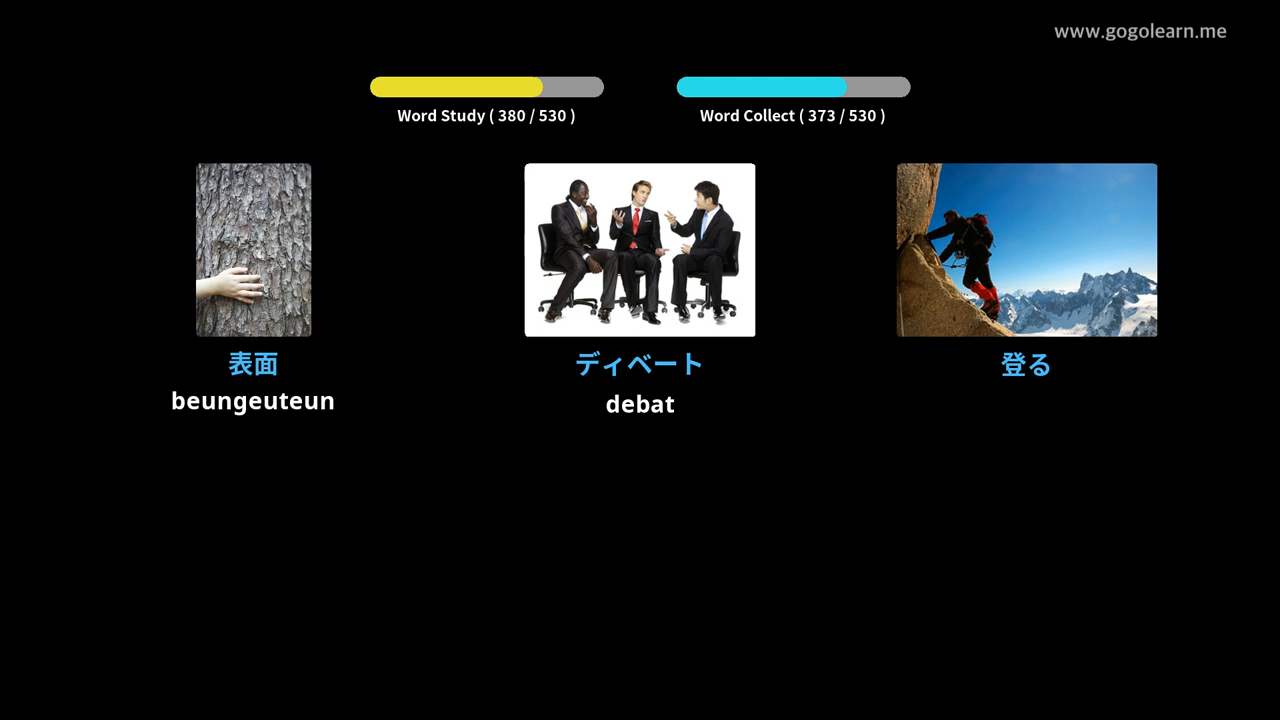 www.gogolearn.me
Word Study ( 380 / 530 )
Word Collect ( 373 / 530 )
表面
ディベート
登る
beungeuteun
debat